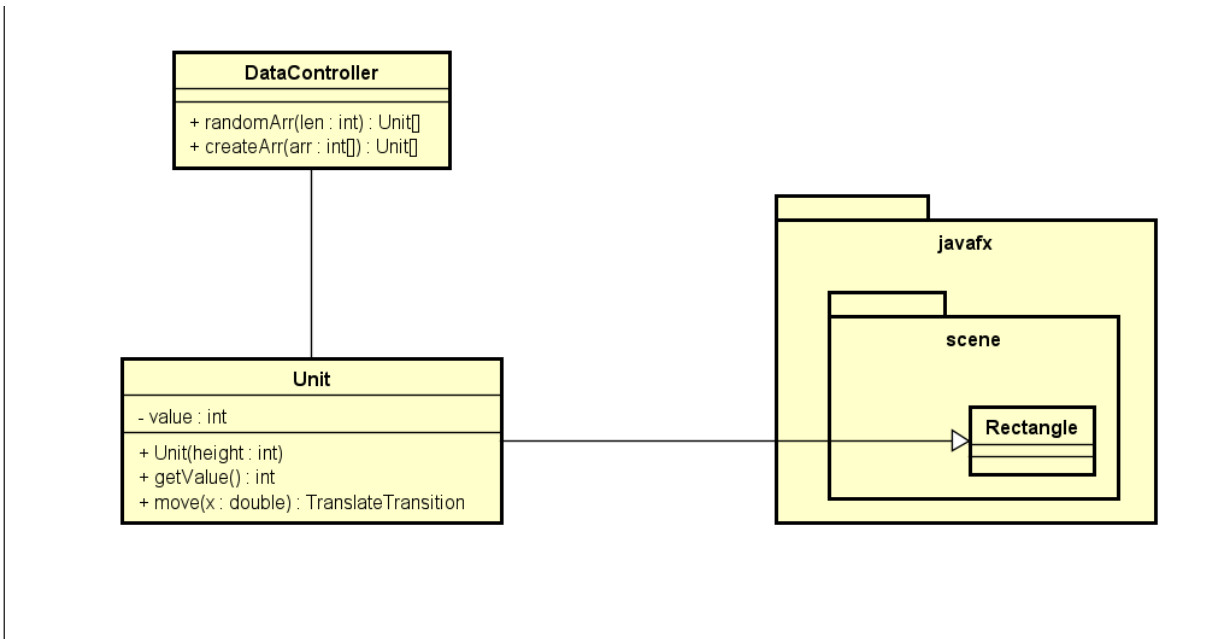 DataController
+ randomArr(len : int) : Unit[]
+ createArr(arr : int[]) : Unit[]
javafx
scene
Rectangle
Unit
- value : int
+ Unit(height : int)
+ getValue() : int
+ move(x : double) : TranslateTransition